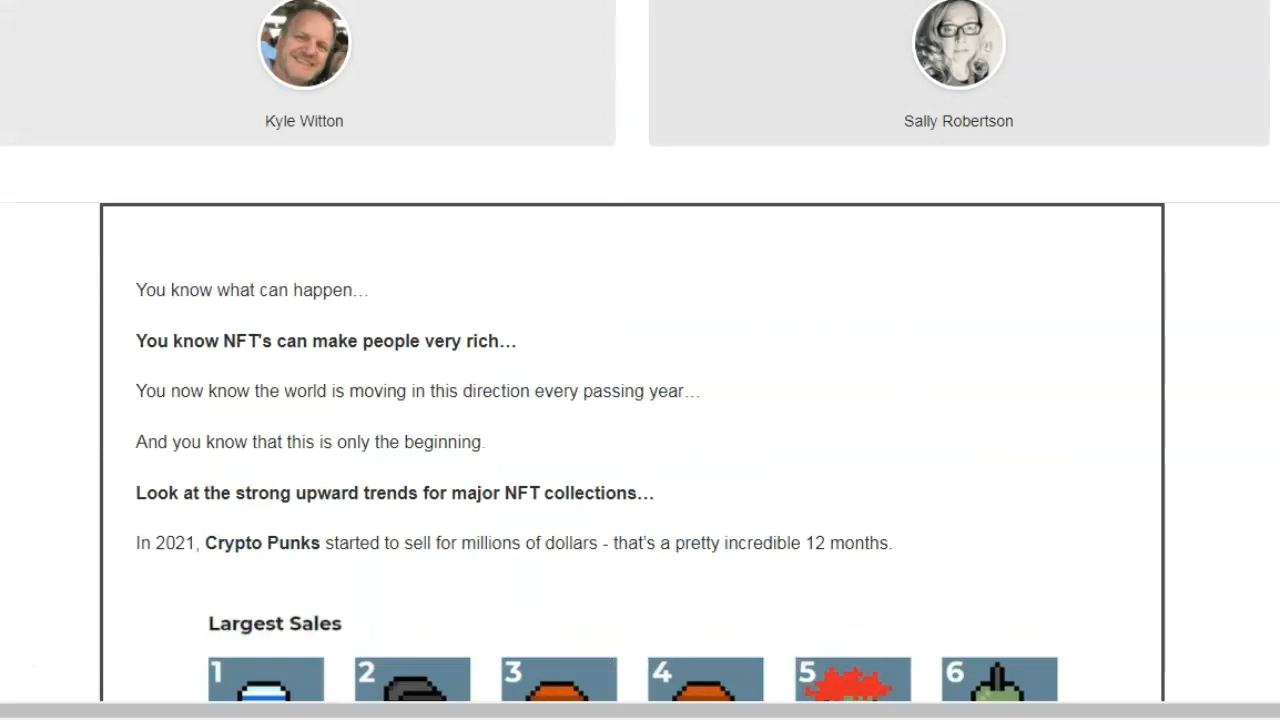 Kyle Witton
Sally Robertson
You know what can happen…
You know NFT's can make people very rich…
You now know the world is moving in this direction every passing year…
And you know that this is only the beginning.
Look at the strong upward trends for major NFT collections…
In 2021, Crypto Punks started to sell for millions of dollars - that's a pretty incredible 12 months.
Largest Sales
1 2 3 4 5 6